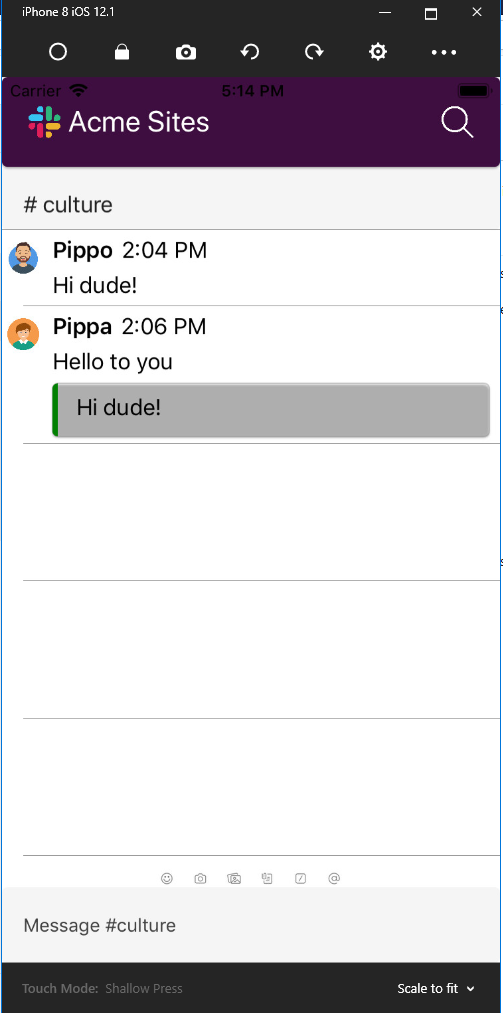 iPhone 8 iOS 12.1
Carrier 5:14 PM
Acme Sites
# culture
Pippo 2:04 PM
Hi dude!
Pippa 2:06 PM
Hello to you
Hi dude!
Message #culture
Touch Mode: Shallow Press Scale to fit